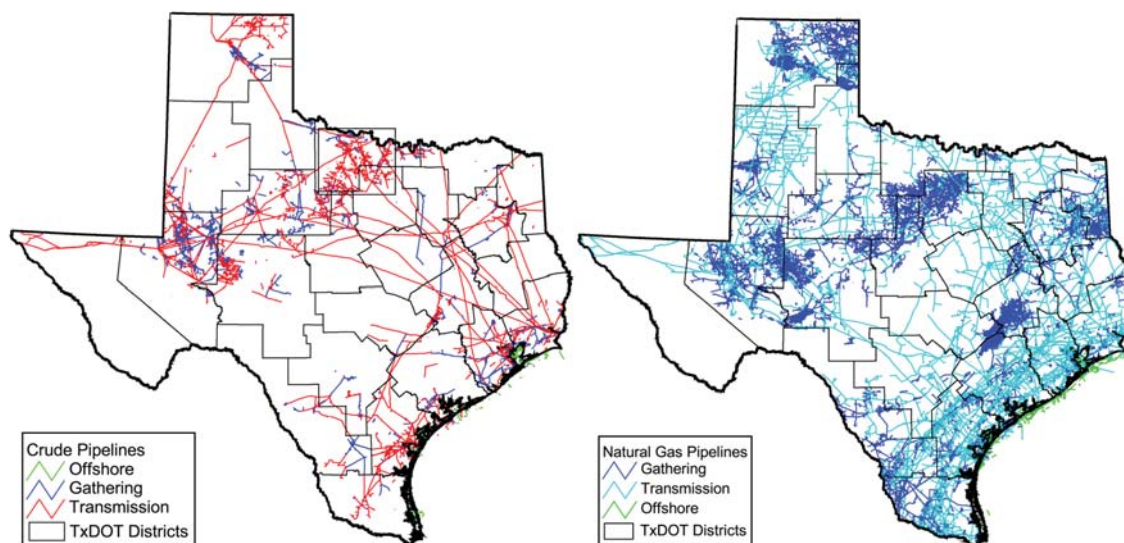 Crude Pipelines
Offshore
Gathering
Transmission
TxDOT Districts
Natural Gas Pipelines
Gathering
Transmission
Offshore
TxDOT Districts